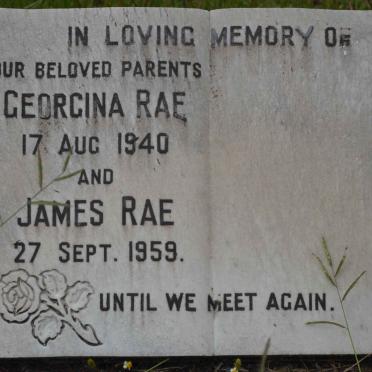 IN LOVING MEMORY OF
OUR BELOVED PARENTS
GEORGINA RAE
17 AUG 1940
AND
JAMES RAE
27 SEPT. 1959.
UNTIL WE MEET AGAIN.